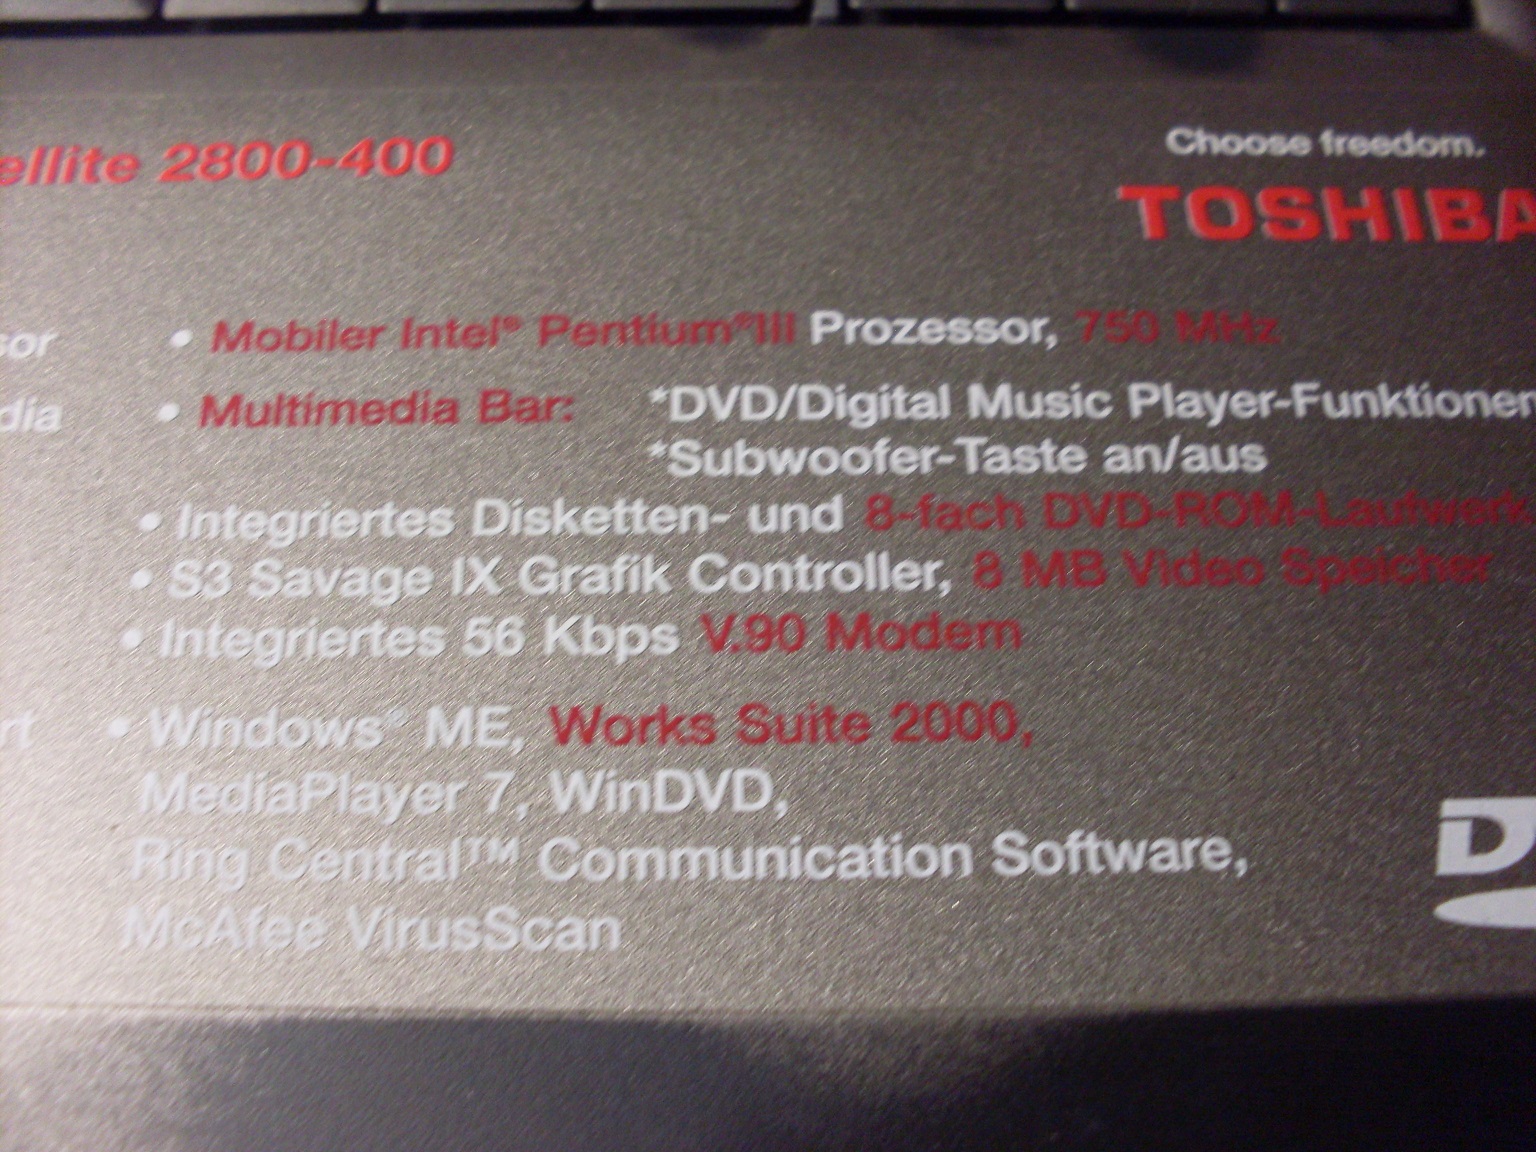 ellite 2800-400
Choose freedom.
TOSHIBA
sor • Mobiler Intel® Pentium®III Prozessor, 750 MHz
dia • Multimedia Bar: *DVD/Digital Music Player-Funktionen
*Subwoofer-Taste an/aus
• Integriertes Disketten- und 8-fach DVD-ROM-Laufwerk
• S3 Savage IX Grafik Controller, 8 MB Video Speicher
• Integriertes 56 Kbps V.90 Modem
rt • Windows® ME, Works Suite 2000,
MediaPlayer 7, WinDVD,
Ring Central™ Communication Software,
McAfee VirusScan
D